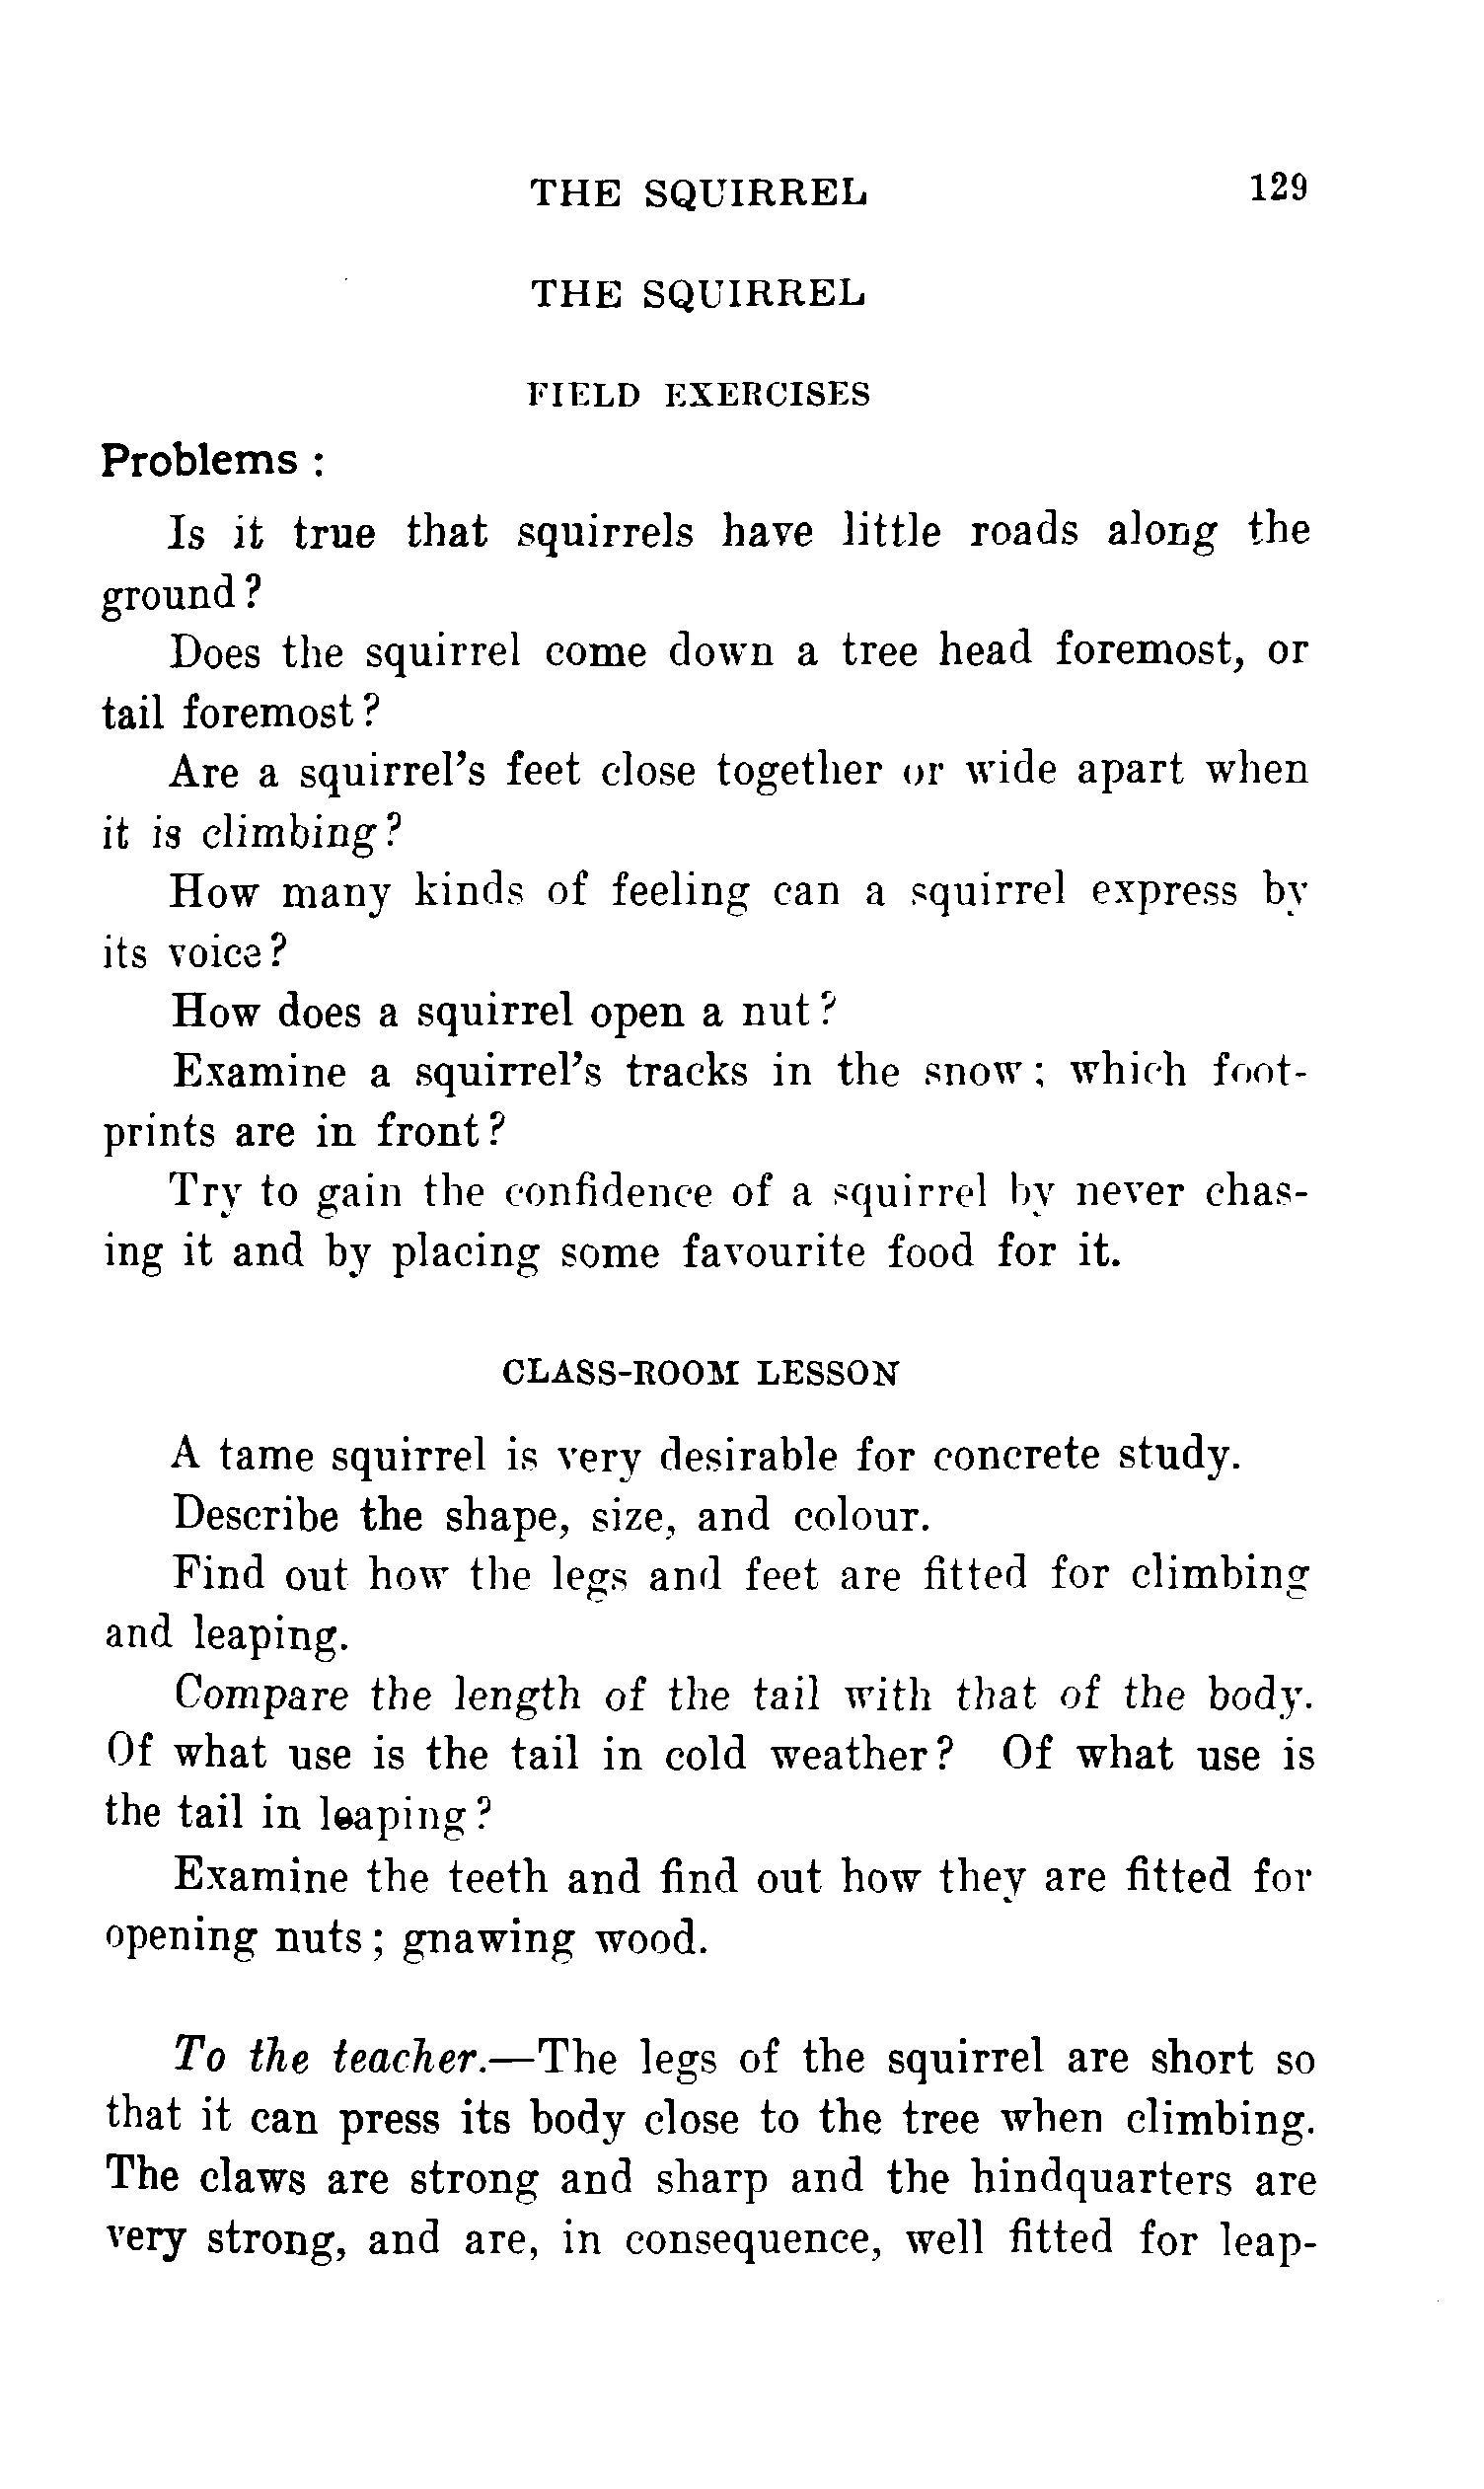 THE SQUIRREL 129
THE SQUIRREL
FIELD EXERCISES
Problems :
Is it true that squirrels have little roads along the
ground?
Does the squirrel come down a tree head foremost, or
tail foremost?
Are a squirrel's feet close together or wide apart when
it is climbing?
How many kinds of feeling can a squirrel express by
its voice?
How does a squirrel open a nut?
Examine a squirrel's tracks in the snow; which foot-
prints are in front?
Try to gain the confidence of a squirrel by never chas-
ing it and by placing some favourite food for it.
CLASS-ROOM LESSON
A tame squirrel is very desirable for concrete study.
Describe the shape, size, and colour.
Find out how the legs and feet are fitted for climbing
and leaping.
Compare the length of the tail with that of the body.
Of what use is the tail in cold weather? Of what use is
the tail in leaping?
Examine the teeth and find out how they are fitted for
opening nuts; gnawing wood.
To the teacher.—The legs of the squirrel are short so
that it can press its body close to the tree when climbing.
The claws are strong and sharp and the hindquarters are
very strong, and are, in consequence, well fitted for leap-